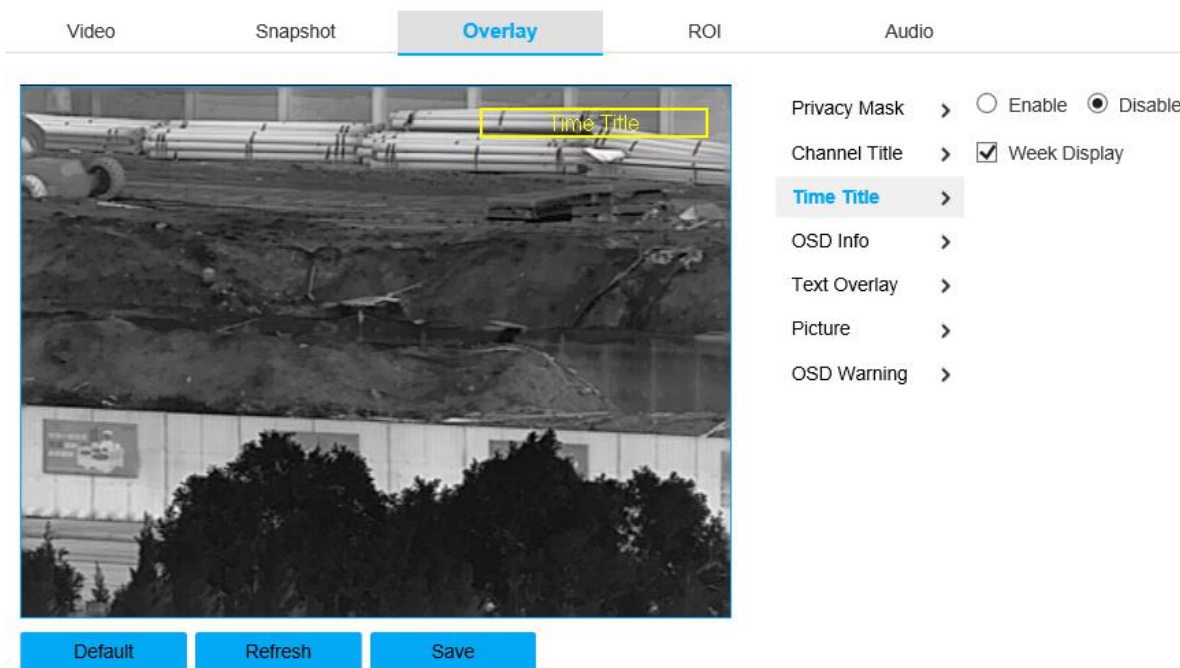 Video Snapshot Overlay ROI Audio
Time Title
Privacy Mask Enable Disable
Channel Title Week Display
Time Title
OSD Info
Text Overlay
Picture
OSD Warning
Default Refresh Save